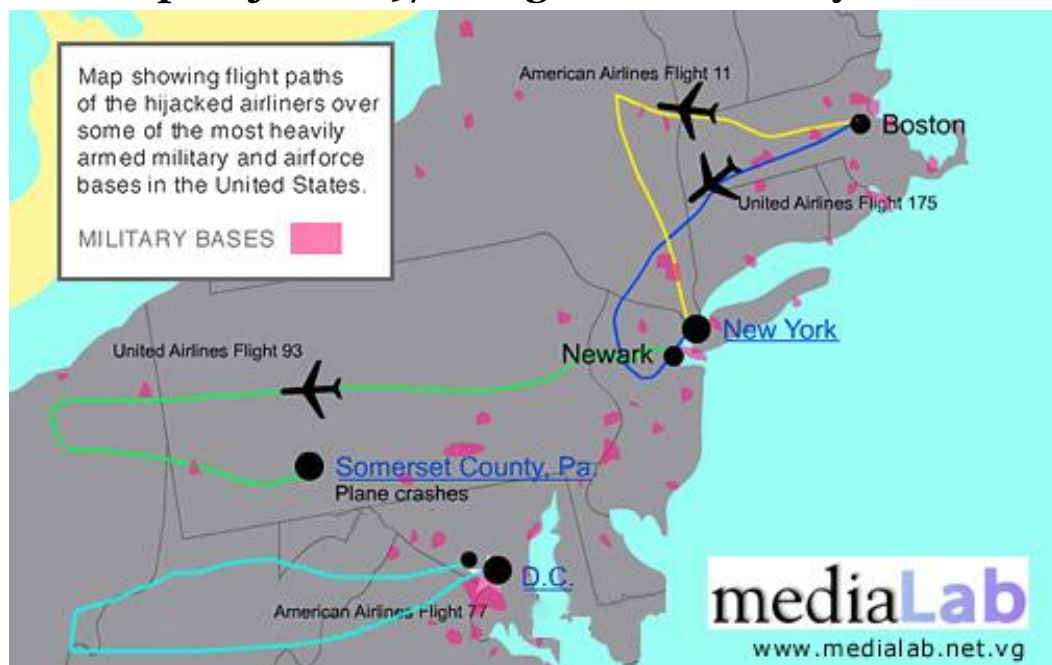 Map showing flight paths
of the hijacked airliners over
some of the most heavily
armed military and airforce
bases in the United States.
MILITARY BASES
American Airlines Flight 11
Boston
United Airlines Flight 175
New York
Newark
United Airlines Flight 93
Somerset County, Pa.
Plane crashes
D.C.
American Airlines Flight 77
mediaLab
www.medialab.net.vg